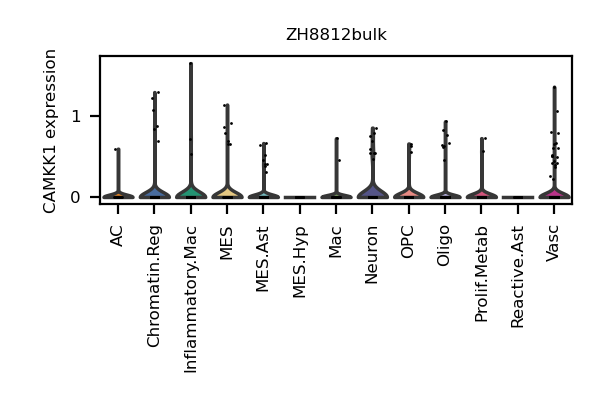 ZH8812bulk
CAMKK1 expression
1
0
AC
Chromatin.Reg
Inflammatory.Mac
MES
MES.Ast
MES.Hyp
Mac
Neuron
OPC
Oligo
Prolif.Metab
Reactive.Ast
Vasc